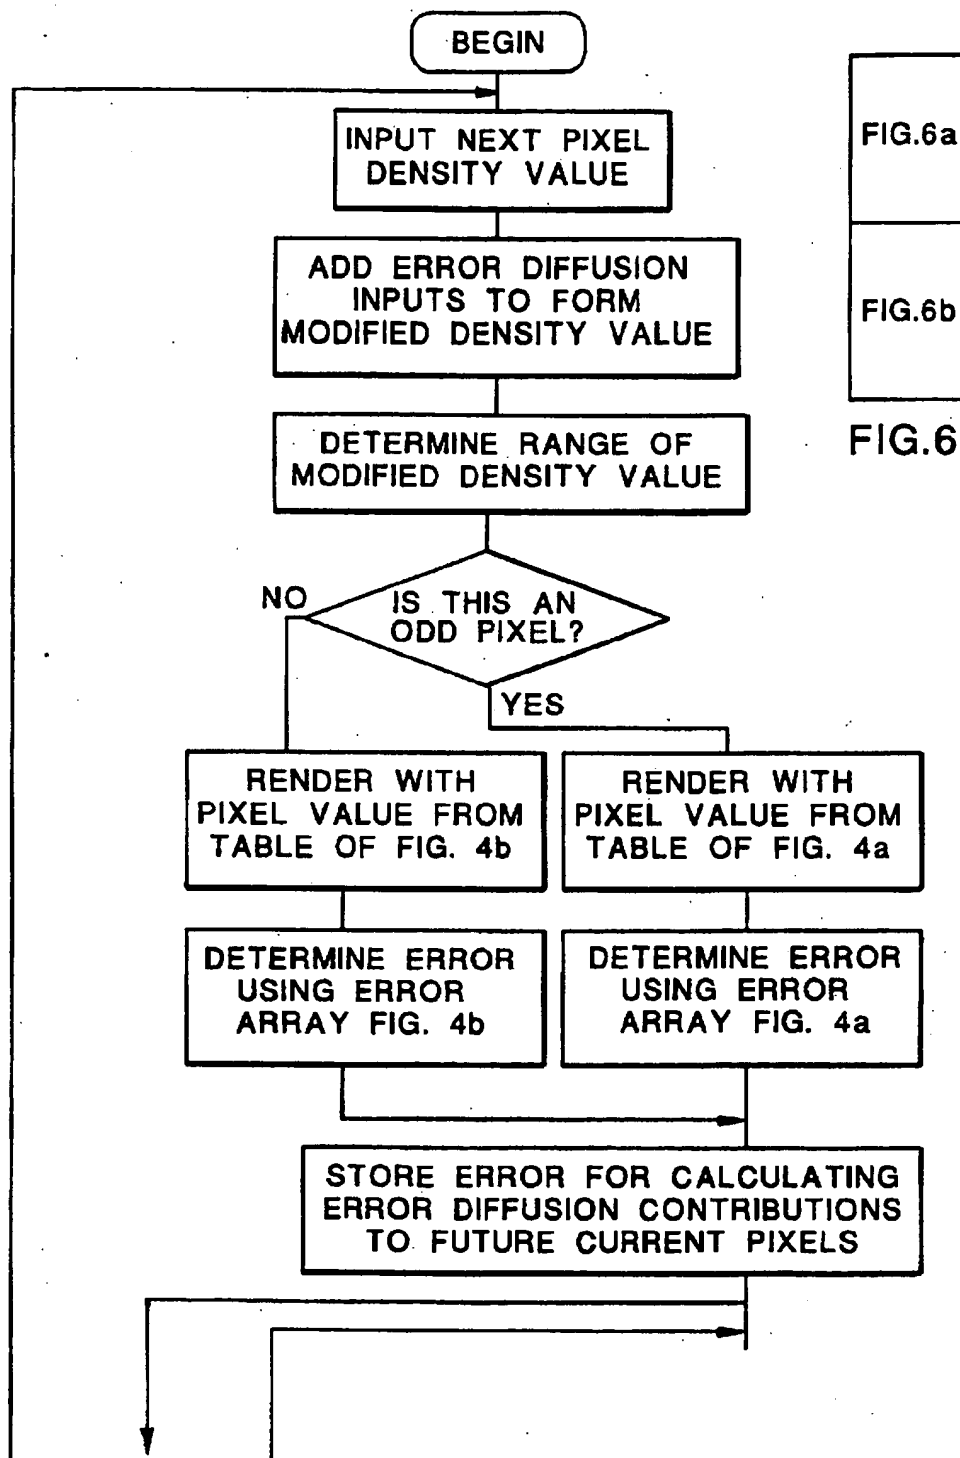 BEGIN
INPUT NEXT PIXEL
DENSITY VALUE
ADD ERROR DIFFUSION
INPUTS TO FORM
MODIFIED DENSITY VALUE
DETERMINE RANGE OF
MODIFIED DENSITY VALUE
IS THIS AN
ODD PIXEL?
NO
YES
RENDER WITH
PIXEL VALUE FROM
TABLE OF FIG. 4b
RENDER WITH
PIXEL VALUE FROM
TABLE OF FIG. 4a
DETERMINE ERROR
USING ERROR
ARRAY FIG. 4b
DETERMINE ERROR
USING ERROR
ARRAY FIG. 4a
STORE ERROR FOR CALCULATING
ERROR DIFFUSION CONTRIBUTIONS
TO FUTURE CURRENT PIXELS
FIG.6a
FIG.6b
FIG.6